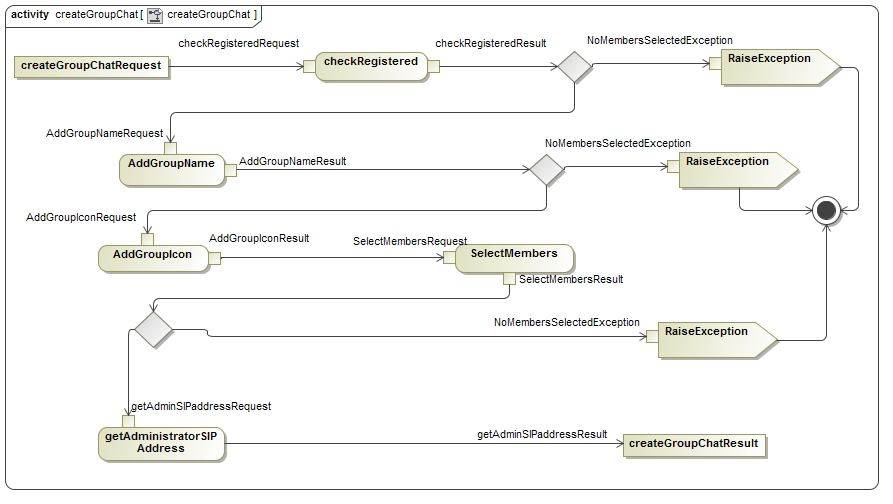 activity createGroupChat[ createGroupChat ]
checkRegisteredRequest
checkRegisteredResult
NoMembersSelectedException
createGroupChatRequest
checkRegistered
RaiseException
AddGroupNameRequest
AddGroupNameResult
NoMembersSelectedException
AddGroupName
RaiseException
AddGroupIconRequest
AddGroupIconResult
SelectMembersRequest
AddGroupIcon
SelectMembers
SelectMembersResult
NoMembersSelectedException
RaiseException
getAdminSIPaddressRequest
getAdministratorSIP
Address
getAdminSIPaddressResult
createGroupChatResult